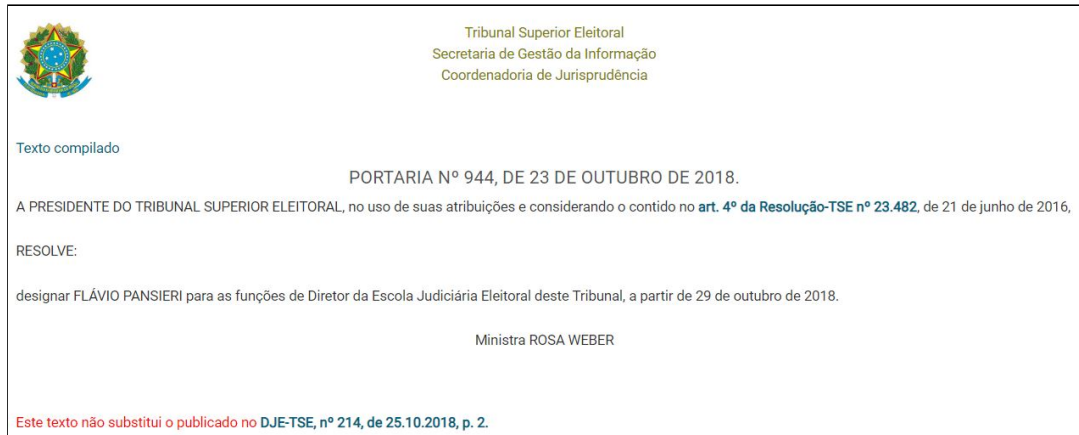 Tribunal Superior Eleitoral
Secretaria de Gestão da Informação
Coordenadoria de Jurisprudência
Texto compilado
PORTARIA Nº 944, DE 23 DE OUTUBRO DE 2018.
A PRESIDENTE DO TRIBUNAL SUPERIOR ELEITORAL, no uso de suas atribuições e considerando o contido no art. 4º da Resolução-TSE nº 23.482, de 21 de junho de 2016,
RESOLVE:
designar FLÁVIO PANSIERI para as funções de Diretor da Escola Judiciária Eleitoral deste Tribunal, a partir de 29 de outubro de 2018.
Ministra ROSA WEBER
Este texto não substitui o publicado no DJE-TSE, nº 214, de 25.10.2018, p. 2.